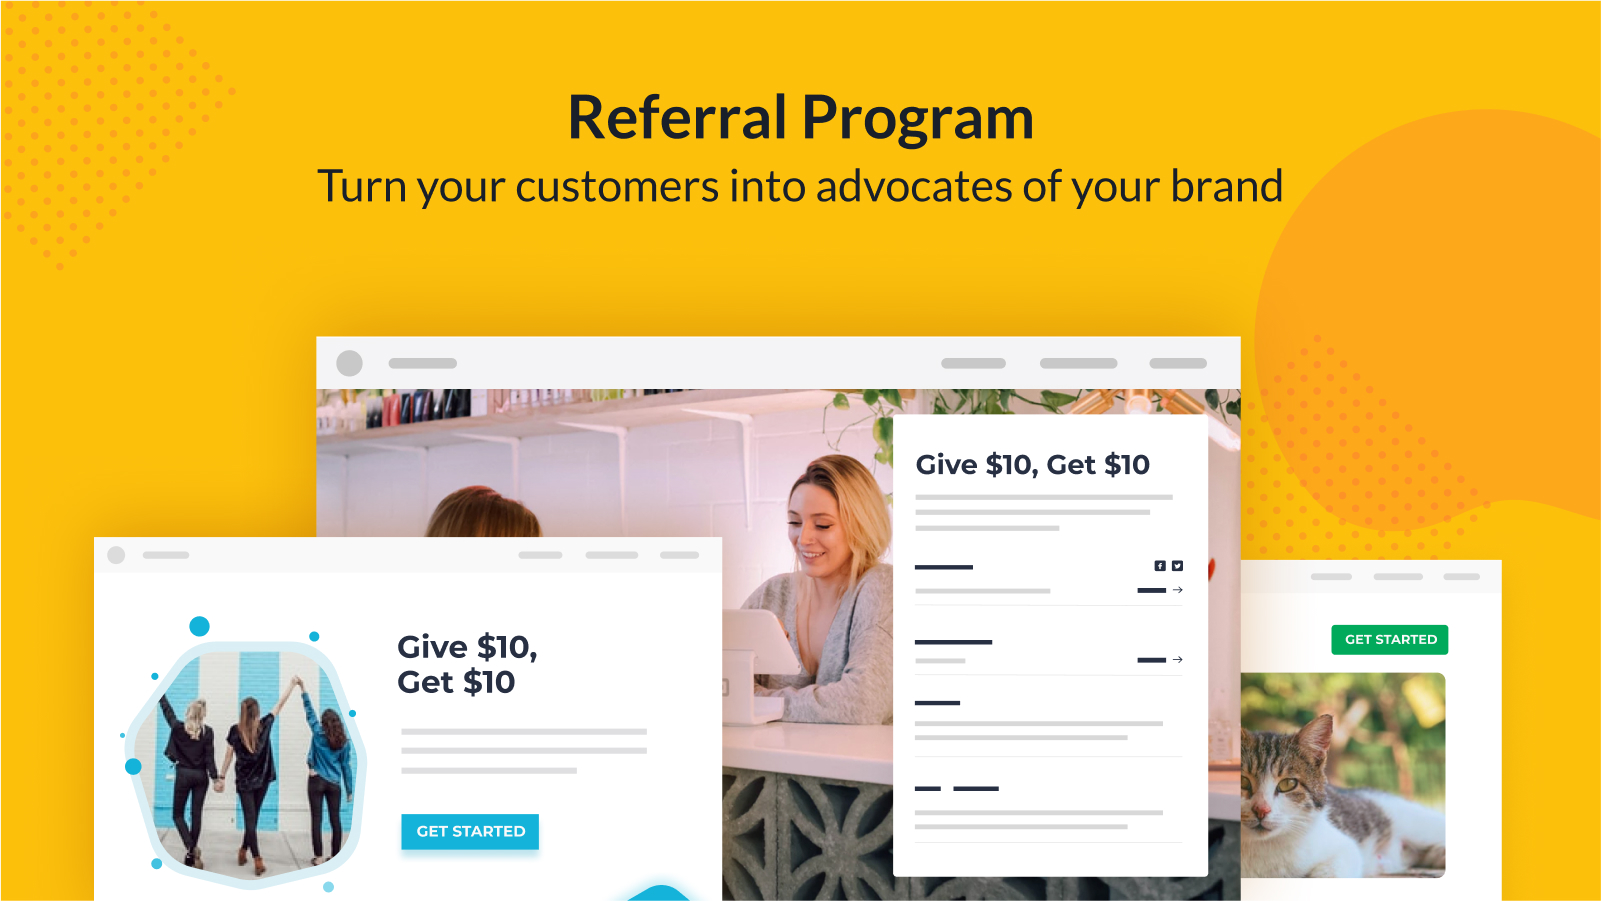 Referral Program
Turn your customers into advocates of your brand
Give $10, Get $10
Give $10,
Get $10
GET STARTED
GET STARTED